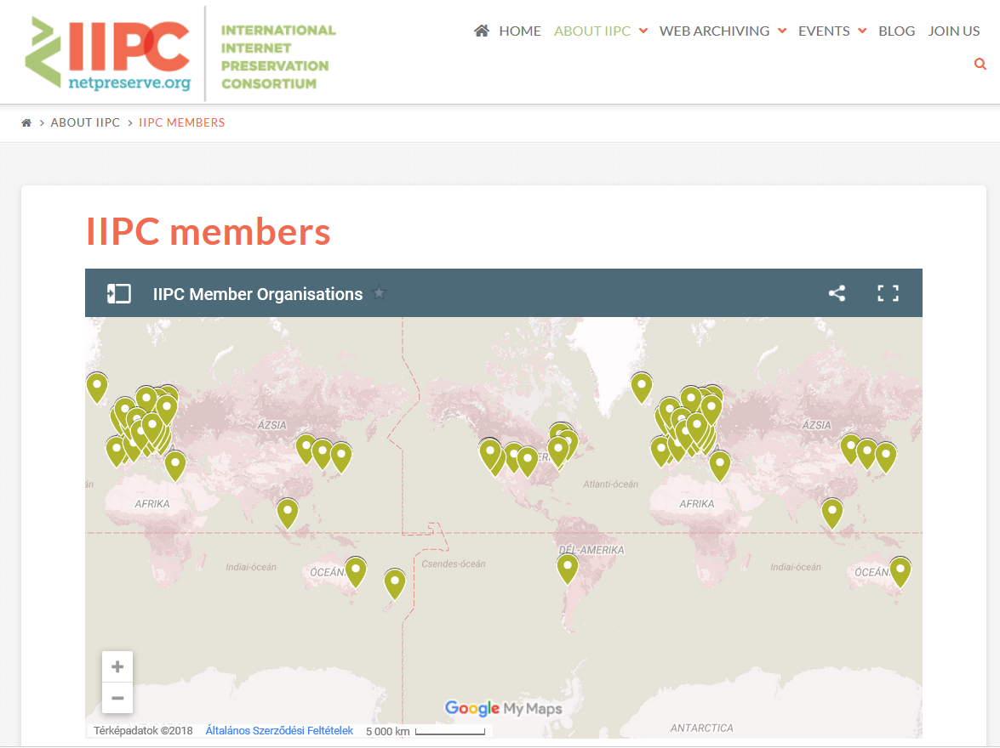 IIPC
netpreserve.org
INTERNATIONAL
INTERNET
PRESERVATION
CONSORTIUM
HOME ABOUT IIPC WEB ARCHIVING EVENTS BLOG JOIN US
ABOUT IIPC IIPC MEMBERS
IIPC members
IIPC Member Organisations
ÁZSIA
ÁZSIA
Atlanti-óceán
AFRIKA
AFRIKA
DÉL-AMERIKA
Indiai-óceán
ÓCEÁN
Csendes-óceán
Indiai-óceán
ÓCEÁN
Google My Maps
ANTARCTICA
Térképadatok ©2018 Általános Szerződési Feltételek 5 000 km